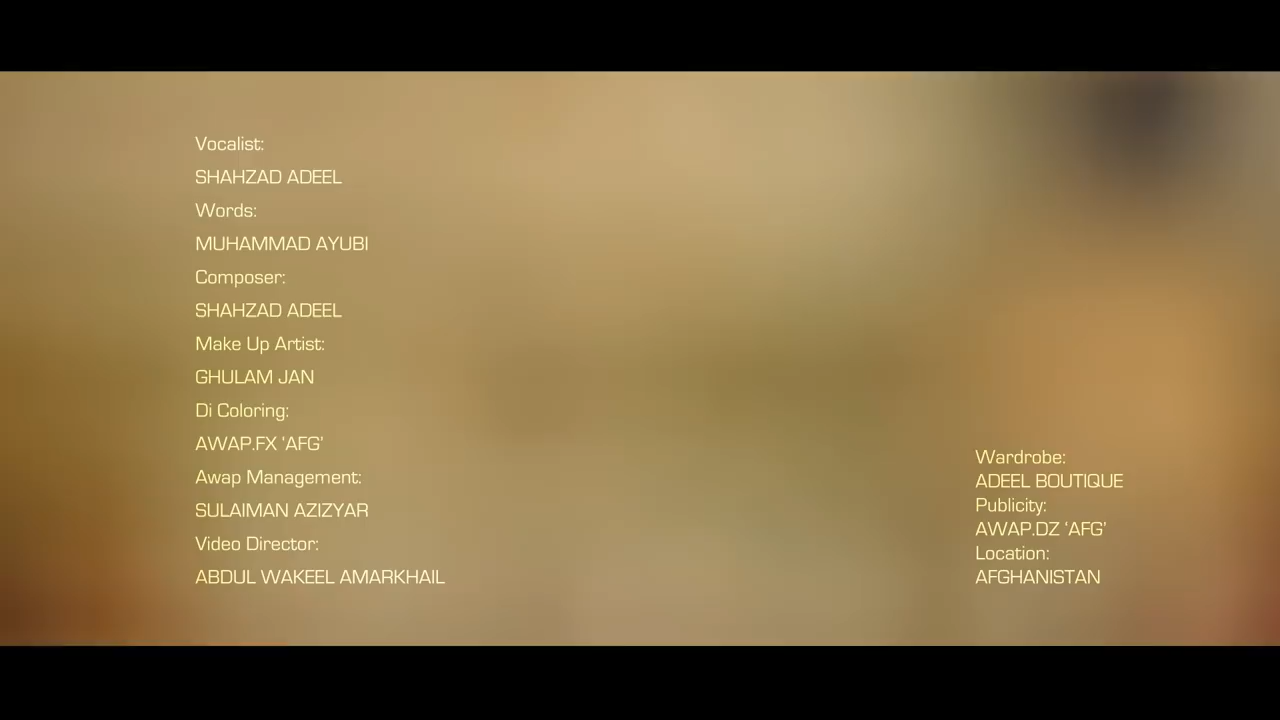 Vocalist:
SHAHZAD ADEEL
Words:
MUHAMMAD AYUBI
Composer:
SHAHZAD ADEEL
Make Up Artist:
GHULAM JAN
Di Coloring:
AWAP.FX ‘AFG’
Awap Management:
SULAIMAN AZIZYAR
Video Director:
ABDUL WAKEEL AMARKHAIL
Wardrobe:
ADEEL BOUTIQUE
Publicity:
AWAP.DZ ‘AFG’
Location:
AFGHANISTAN